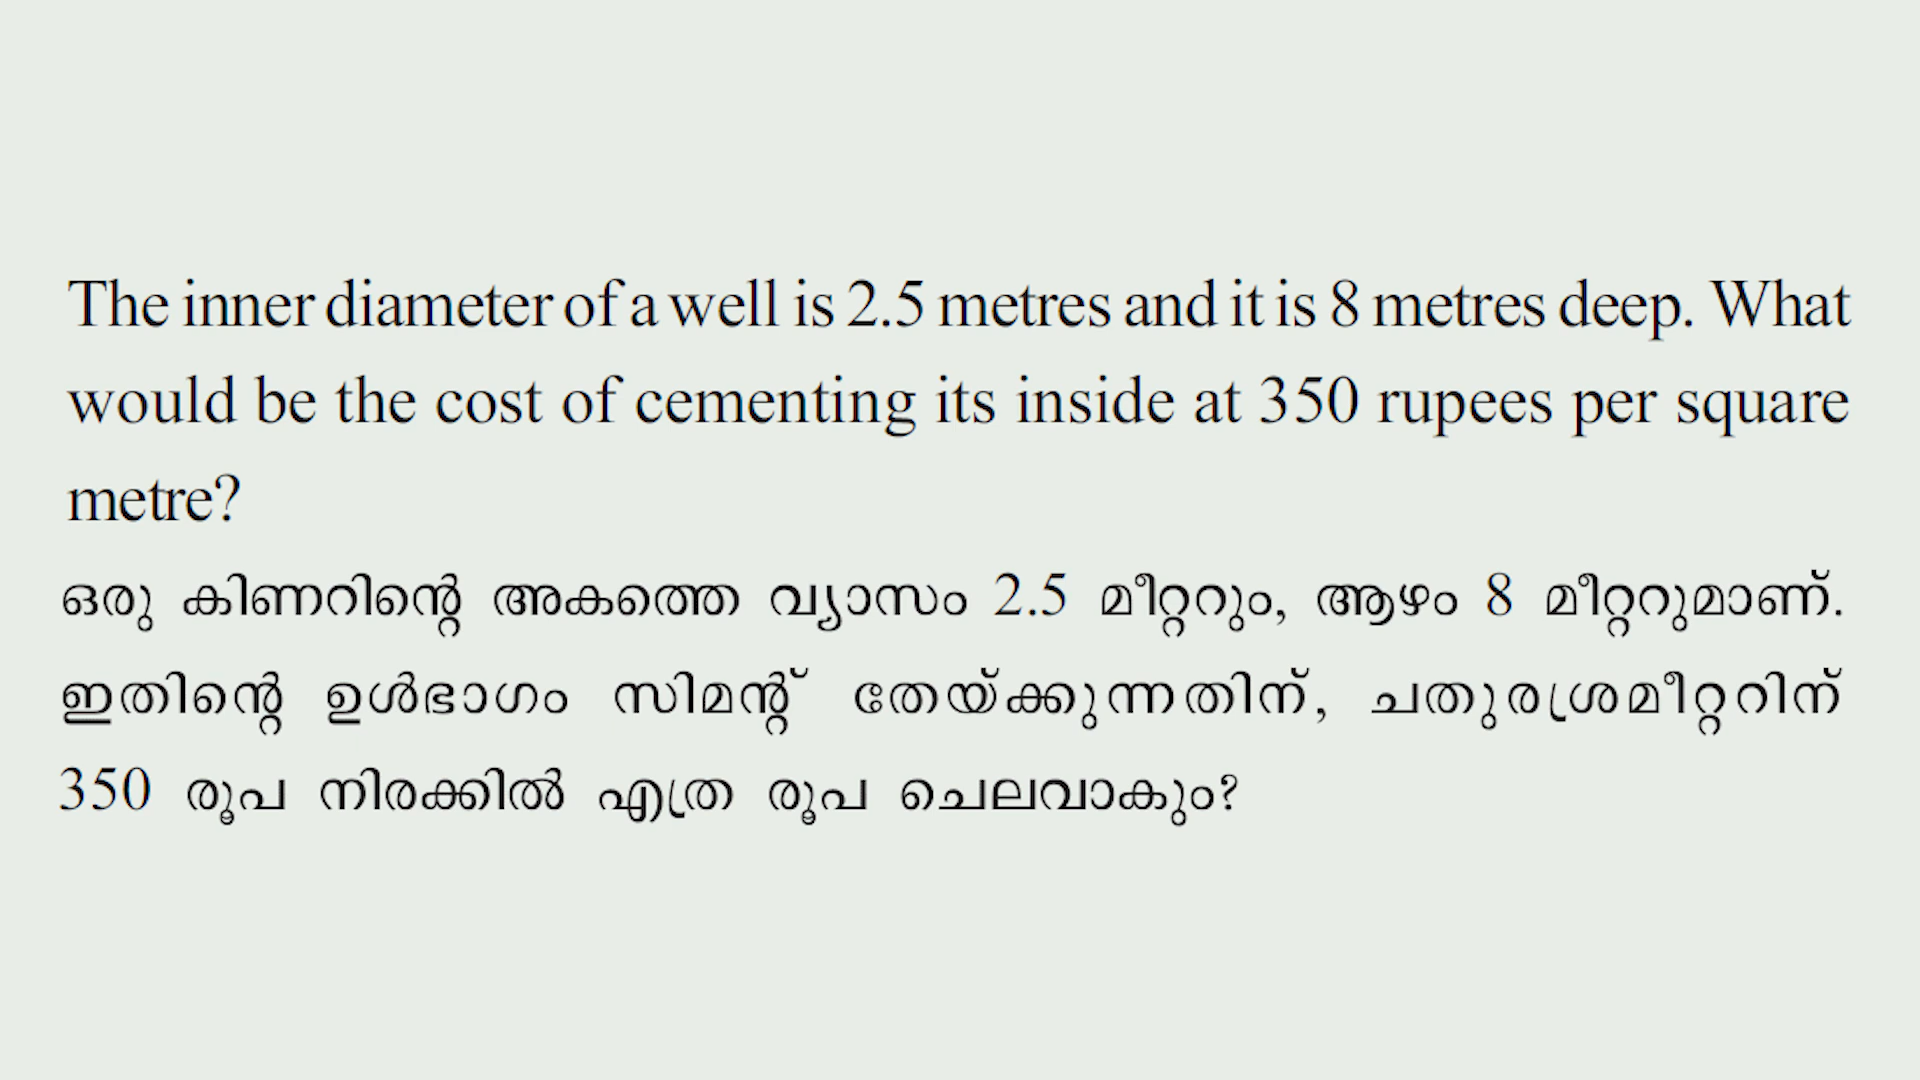 The inner diameter of a well is 2.5 metres and it is 8 metres deep. What
would be the cost of cementing its inside at 350 rupees per square
metre?
ഒരു കിണറിന്റെ അകത്തെ വ്യാസം 2.5 മീറ്ററും, ആഴം 8 മീറ്ററുമാണ്.
ഇതിന്റെ ഉൾഭാഗം സിമന്റ് തേയ്ക്കുന്നതിന്, ചതുരശ്രമീറ്ററിന്
350 രൂപ നിരക്കിൽ എത്ര രൂപ ചെലവാകും?